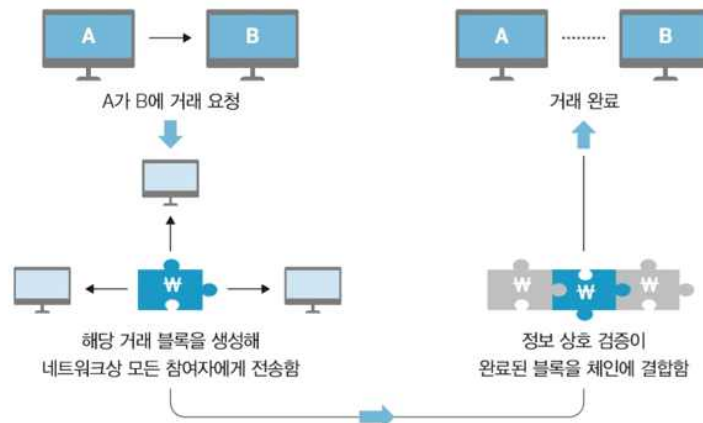 A
B
A가 B에 거래 요청
₩
해당 거래 블록을 생성해
네트워크상 모든 참여자에게 전송함
₩ ₩ ₩
정보 상호 검증이
완료된 블록을 체인에 결합함
A
B
거래 완료